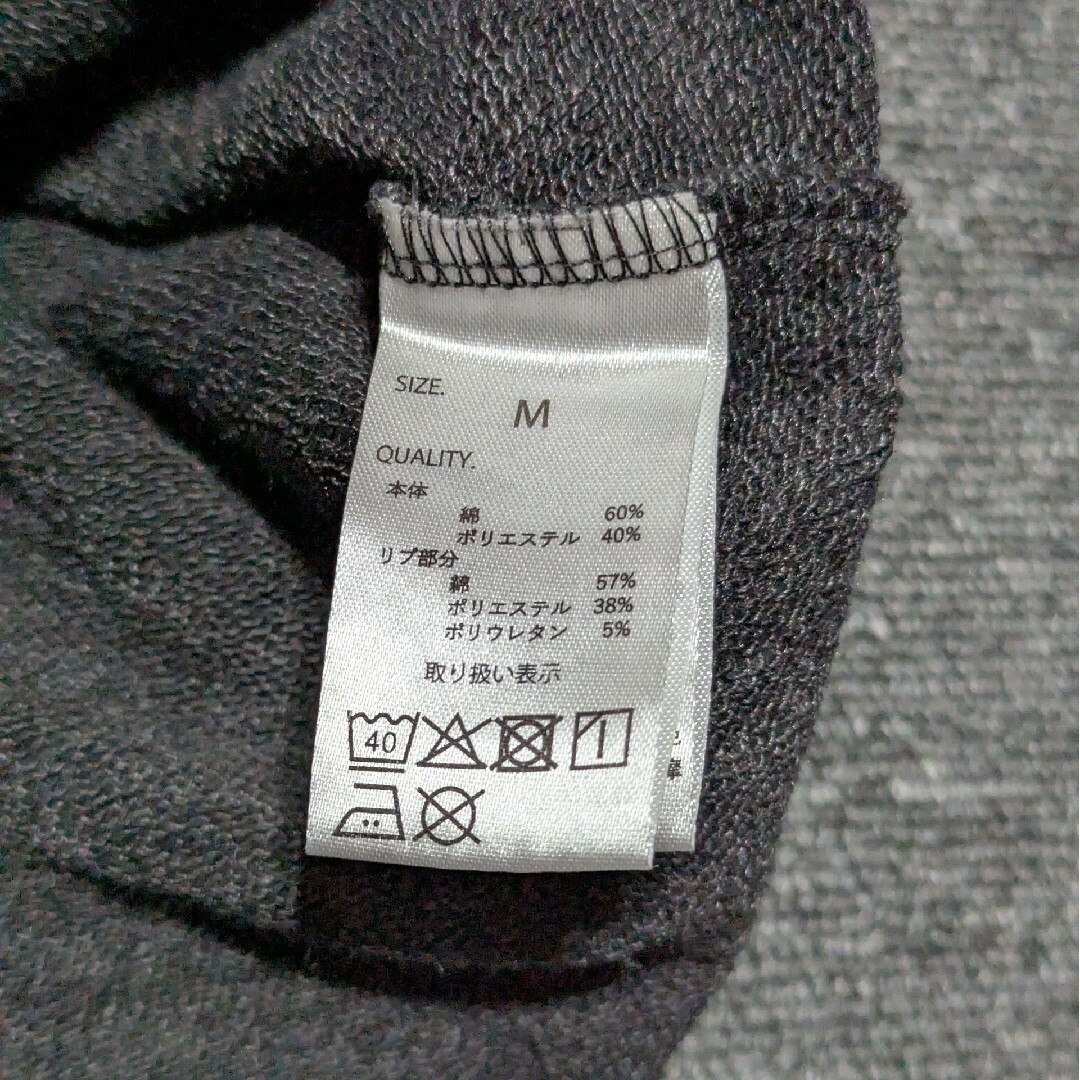 SIZE.
M
QUALITY.
本体
綿 60%
ポリエステル 40%
リブ部分
綿 57%
ポリエステル 38%
ポリウレタン 5%
取り扱い表示
40